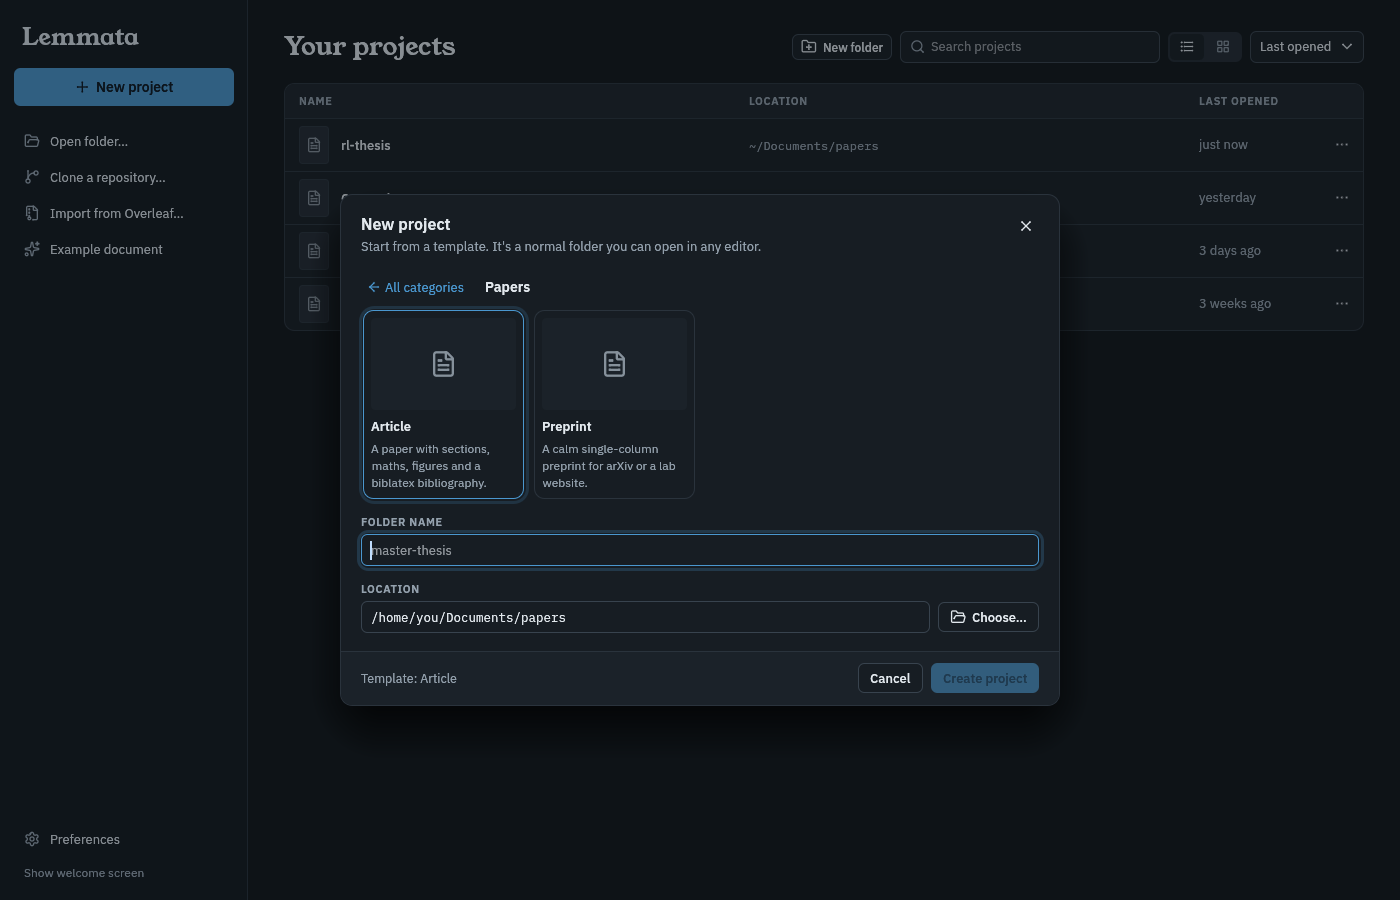 Lemmata
New project
Open folder...
Clone a repository...
Import from Overleaf...
Example document
Preferences
Show welcome screen
Your projects
New folder
Search projects
Last opened
NAME
LOCATION
LAST OPENED
rl-thesis
~/Documents/papers
just now
yesterday
3 days ago
3 weeks ago
New project
Start from a template. It's a normal folder you can open in any editor.
All categories
Papers
Article
A paper with sections,
maths, figures and a
biblatex bibliography.
Preprint
A calm single-column
preprint for arXiv or a lab
website.
FOLDER NAME
master-thesis
LOCATION
/home/you/Documents/papers
Choose...
Template: Article
Cancel
Create project